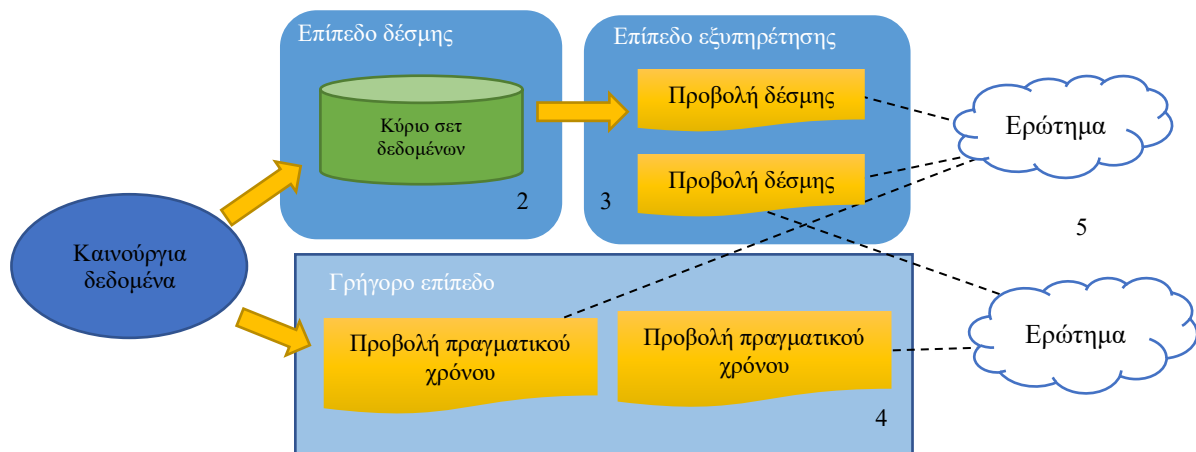 Επίπεδο δέσμης
Κύριο σετ
δεδομένων
2
Επίπεδο εξυπηρέτησης
Προβολή δέσμης
Προβολή δέσμης
3
Ερώτημα
5
Καινούργια
δεδομένα
Γρήγορο επίπεδο
Προβολή πραγματικού
χρόνου
Προβολή πραγματικού
χρόνου
4
Ερώτημα